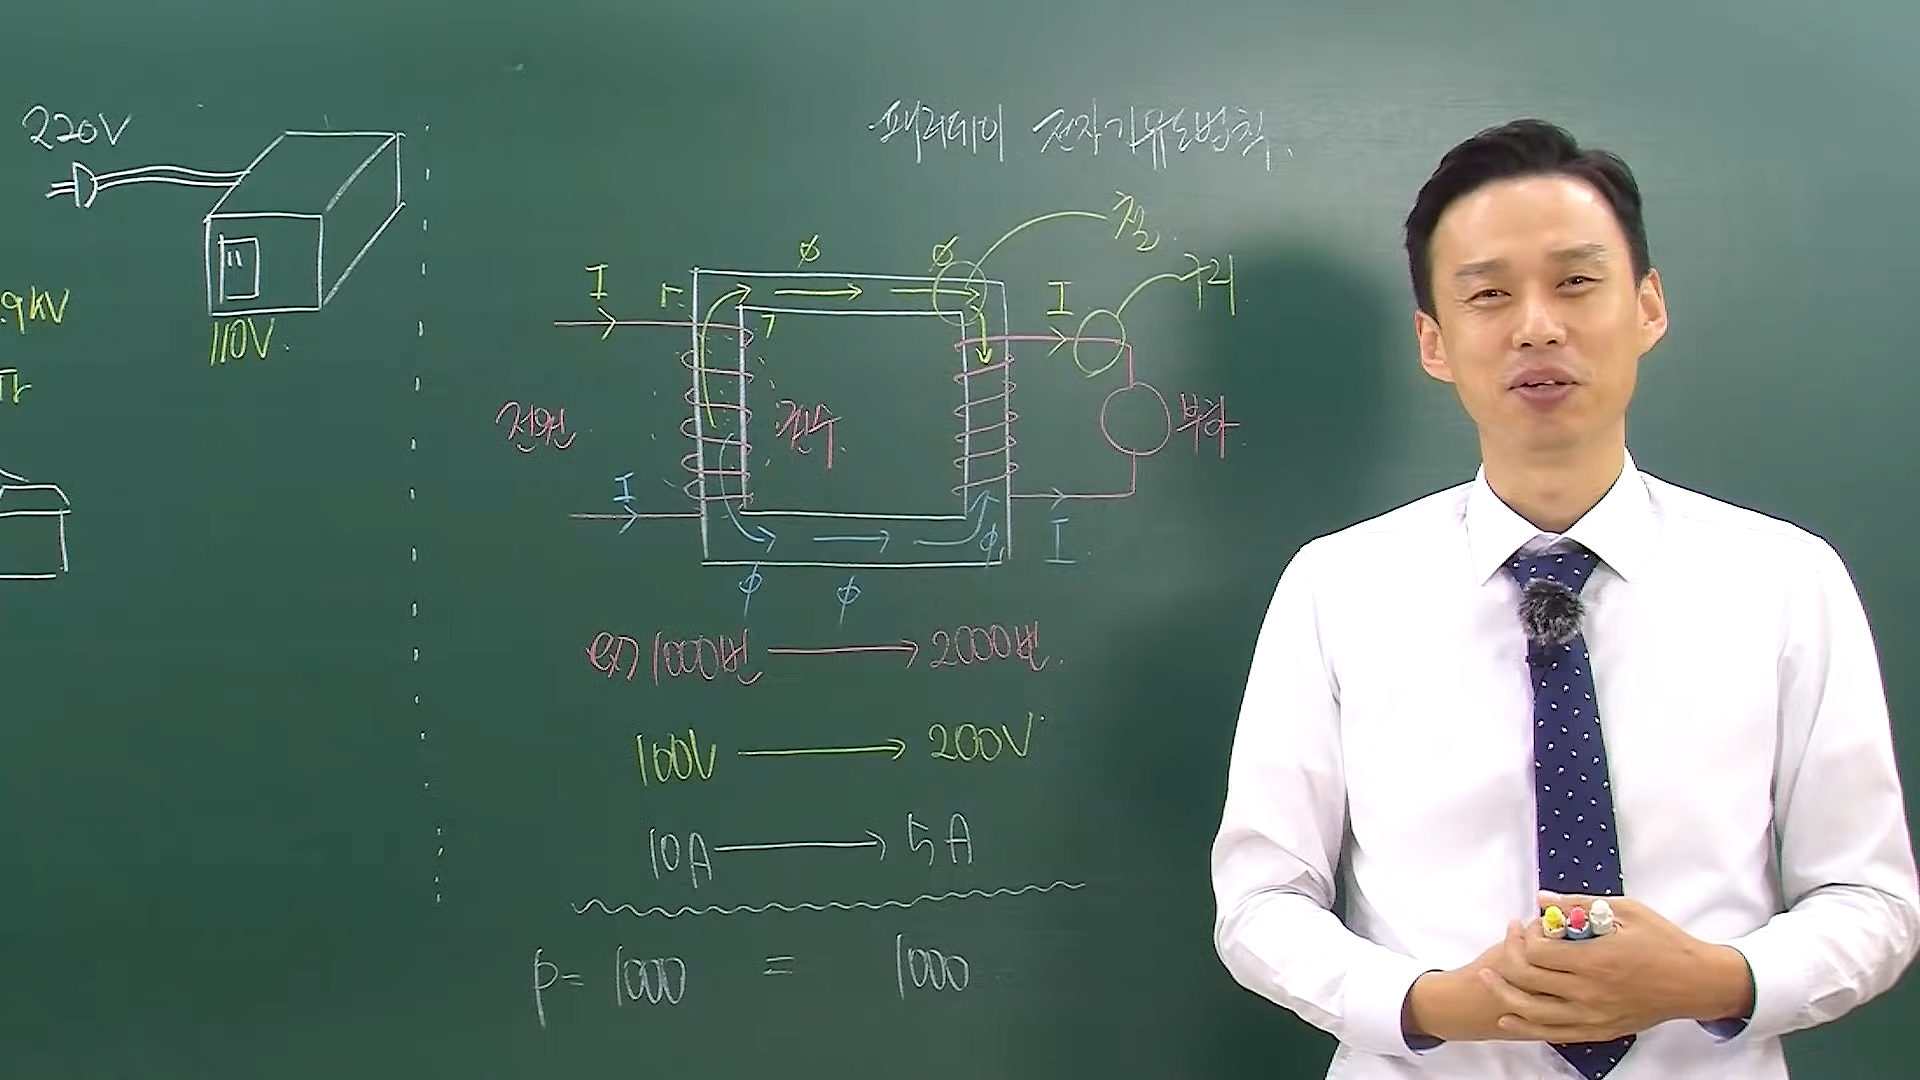 220V
110V.
.9kV
패러데이 전자기유도법칙.
철.
구리
φ φ
I
I
전원
권수
부하
I
I
φ φ φ
ex) 1000번 → 2000번.
100V → 200V
10A → 5A
P= 1000 = 1000